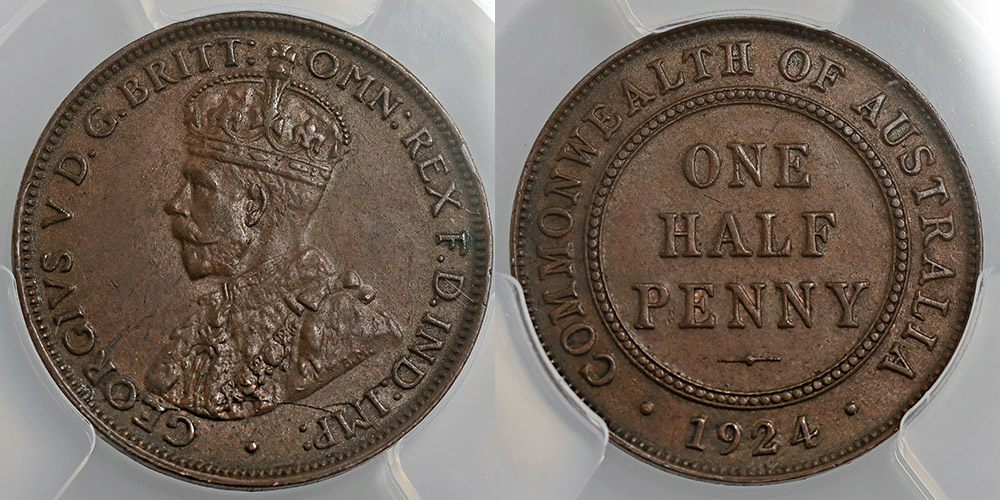 GEORGIVS V D. G. BRITT: OMN: REX F. D. IND: IMP:
COMMONWEALTH OF AUSTRALIA
ONE
HALF
PENNY
1924